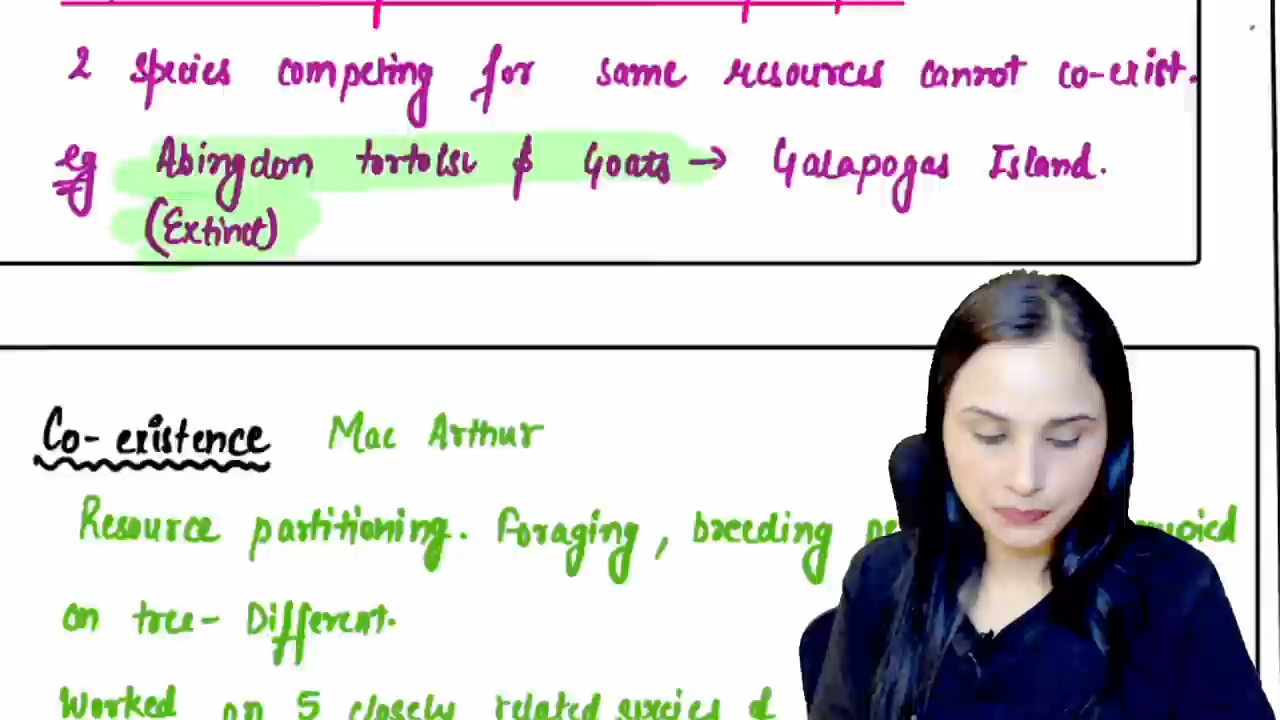 2 species competing for same resources cannot co-exist.
eg Abingdon tortoise & Goats → Galapogas Island.
(Extinct)
Co-existence Mac Arthur
Resource partitioning. Foraging, breeding
on tree - Different.
Worked on 5 closely related species of